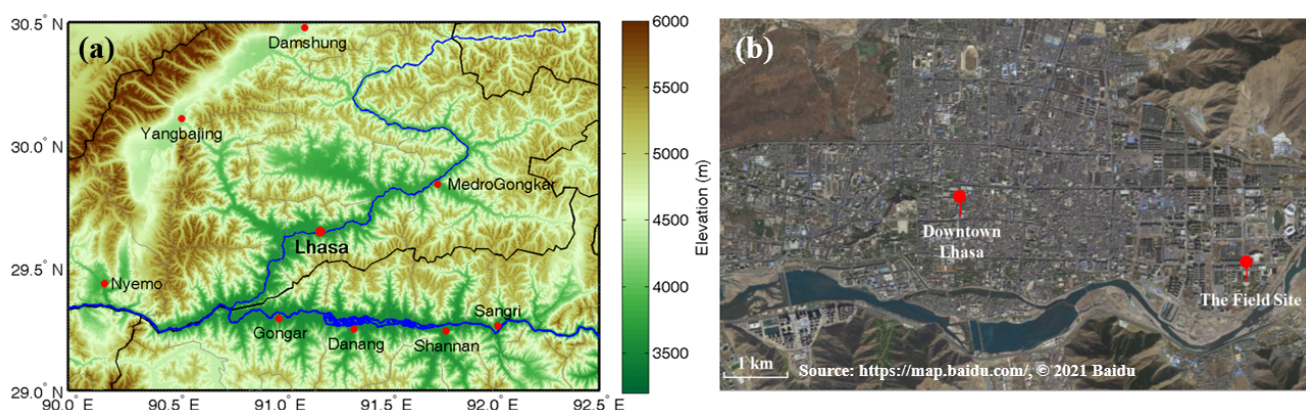 (a)
30.5° N
30.0° N
29.5° N
29.0° N
90.0° E
90.5° E
91.0° E
91.5° E
92.0° E
92.5° E
Damshung
Yangbajing
MedroGongkar
Lhasa
Nyemo
Gongar
Danang
Shannan
Sangri
6000
5500
5000
4500
4000
3500
Elevation (m)
(b)
Downtown
Lhasa
The Field Site
1 km
Source: https://map.baidu.com/, © 2021 Baidu